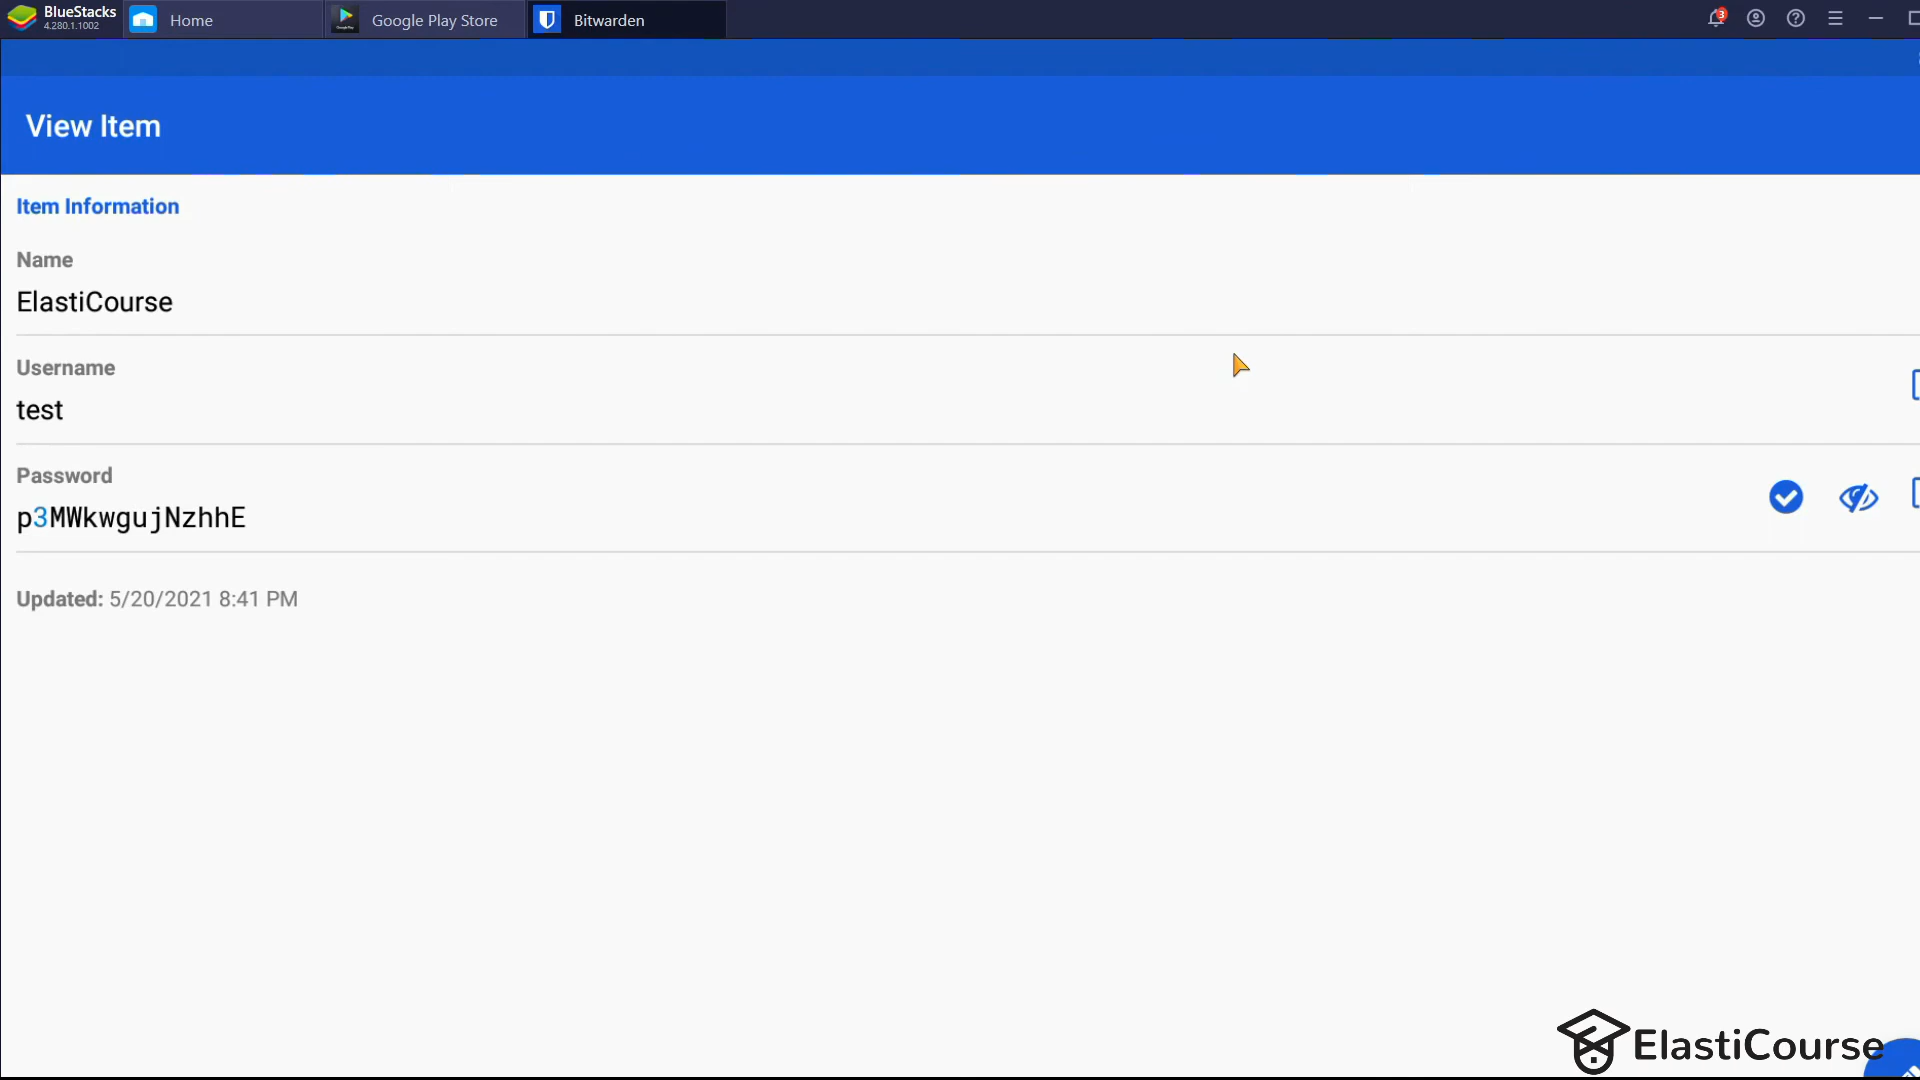 BlueStacks
4.280.1.1002
Home
Google Play Store
Bitwarden
3
View Item
Item Information
Name
ElastiCourse
Username
test
Password
p3MWkwgujNzhhE
Updated: 5/20/2021 8:41 PM
ElastiCourse